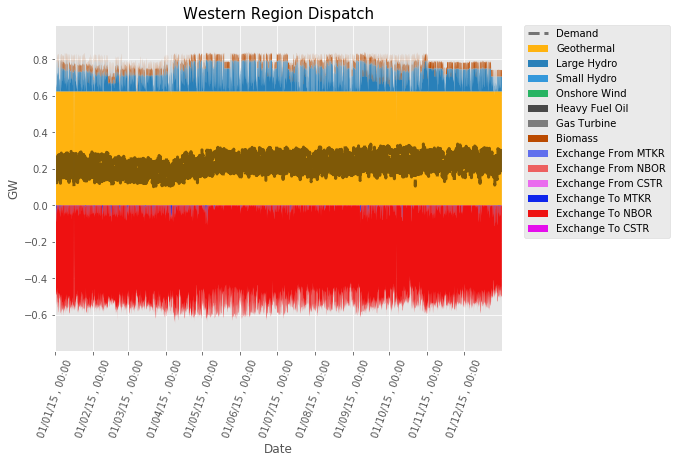 Western Region Dispatch
GW
0.8
0.6
0.4
0.2
0.0
−0.2
−0.4
−0.6
01/01/15 , 00:00
01/02/15 , 00:00
01/03/15 , 00:00
01/04/15 , 00:00
01/05/15 , 00:00
01/06/15 , 00:00
01/07/15 , 00:00
01/08/15 , 00:00
01/09/15 , 00:00
01/10/15 , 00:00
01/11/15 , 00:00
01/12/15 , 00:00
Date
Demand
Geothermal
Large Hydro
Small Hydro
Onshore Wind
Heavy Fuel Oil
Gas Turbine
Biomass
Exchange From MTKR
Exchange From NBOR
Exchange From CSTR
Exchange To MTKR
Exchange To NBOR
Exchange To CSTR